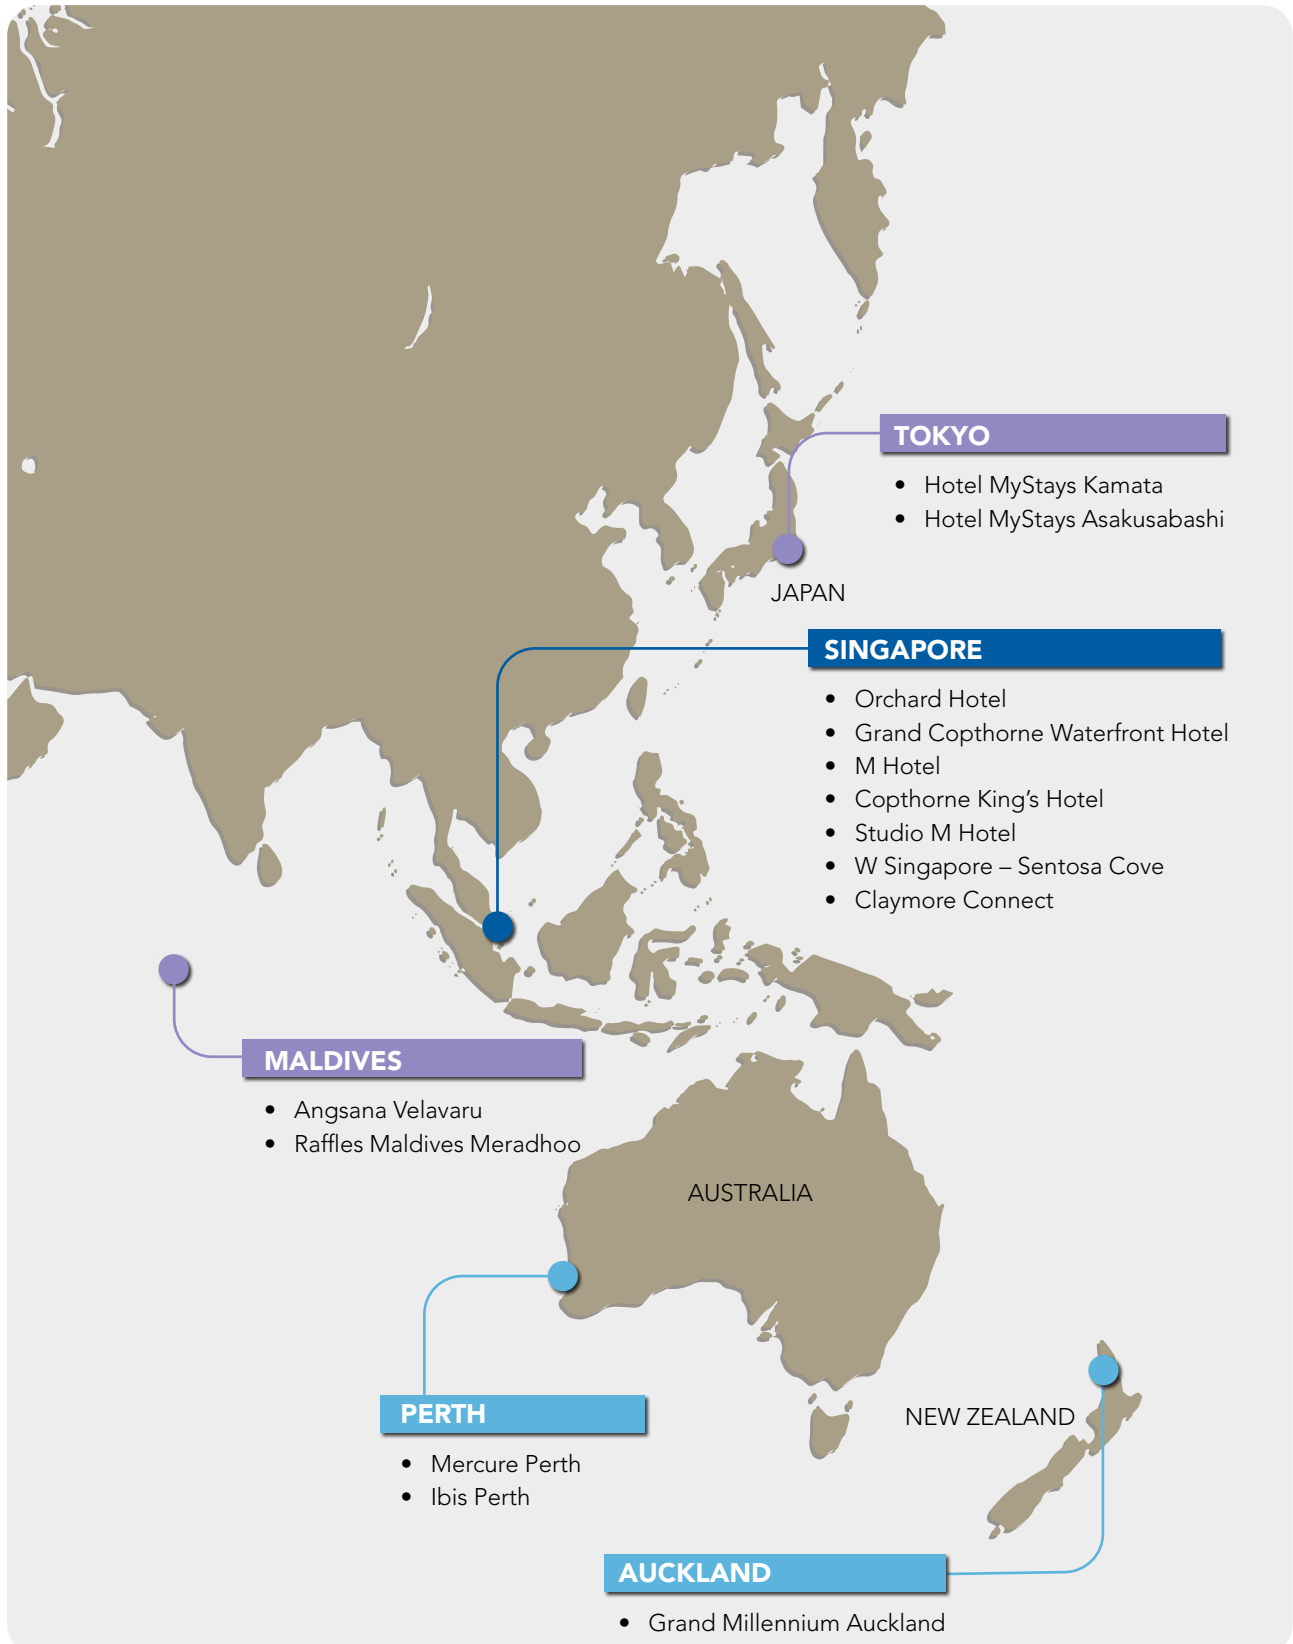 TOKYO
• Hotel MyStays Kamata
• Hotel MyStays Asakusabashi
JAPAN
SINGAPORE
• Orchard Hotel
• Grand Copthorne Waterfront Hotel
• M Hotel
• Copthorne King’s Hotel
• Studio M Hotel
• W Singapore – Sentosa Cove
• Claymore Connect
MALDIVES
• Angsana Velavaru
• Raffles Maldives Meradhoo
AUSTRALIA
PERTH
• Mercure Perth
• Ibis Perth
NEW ZEALAND
AUCKLAND
• Grand Millennium Auckland